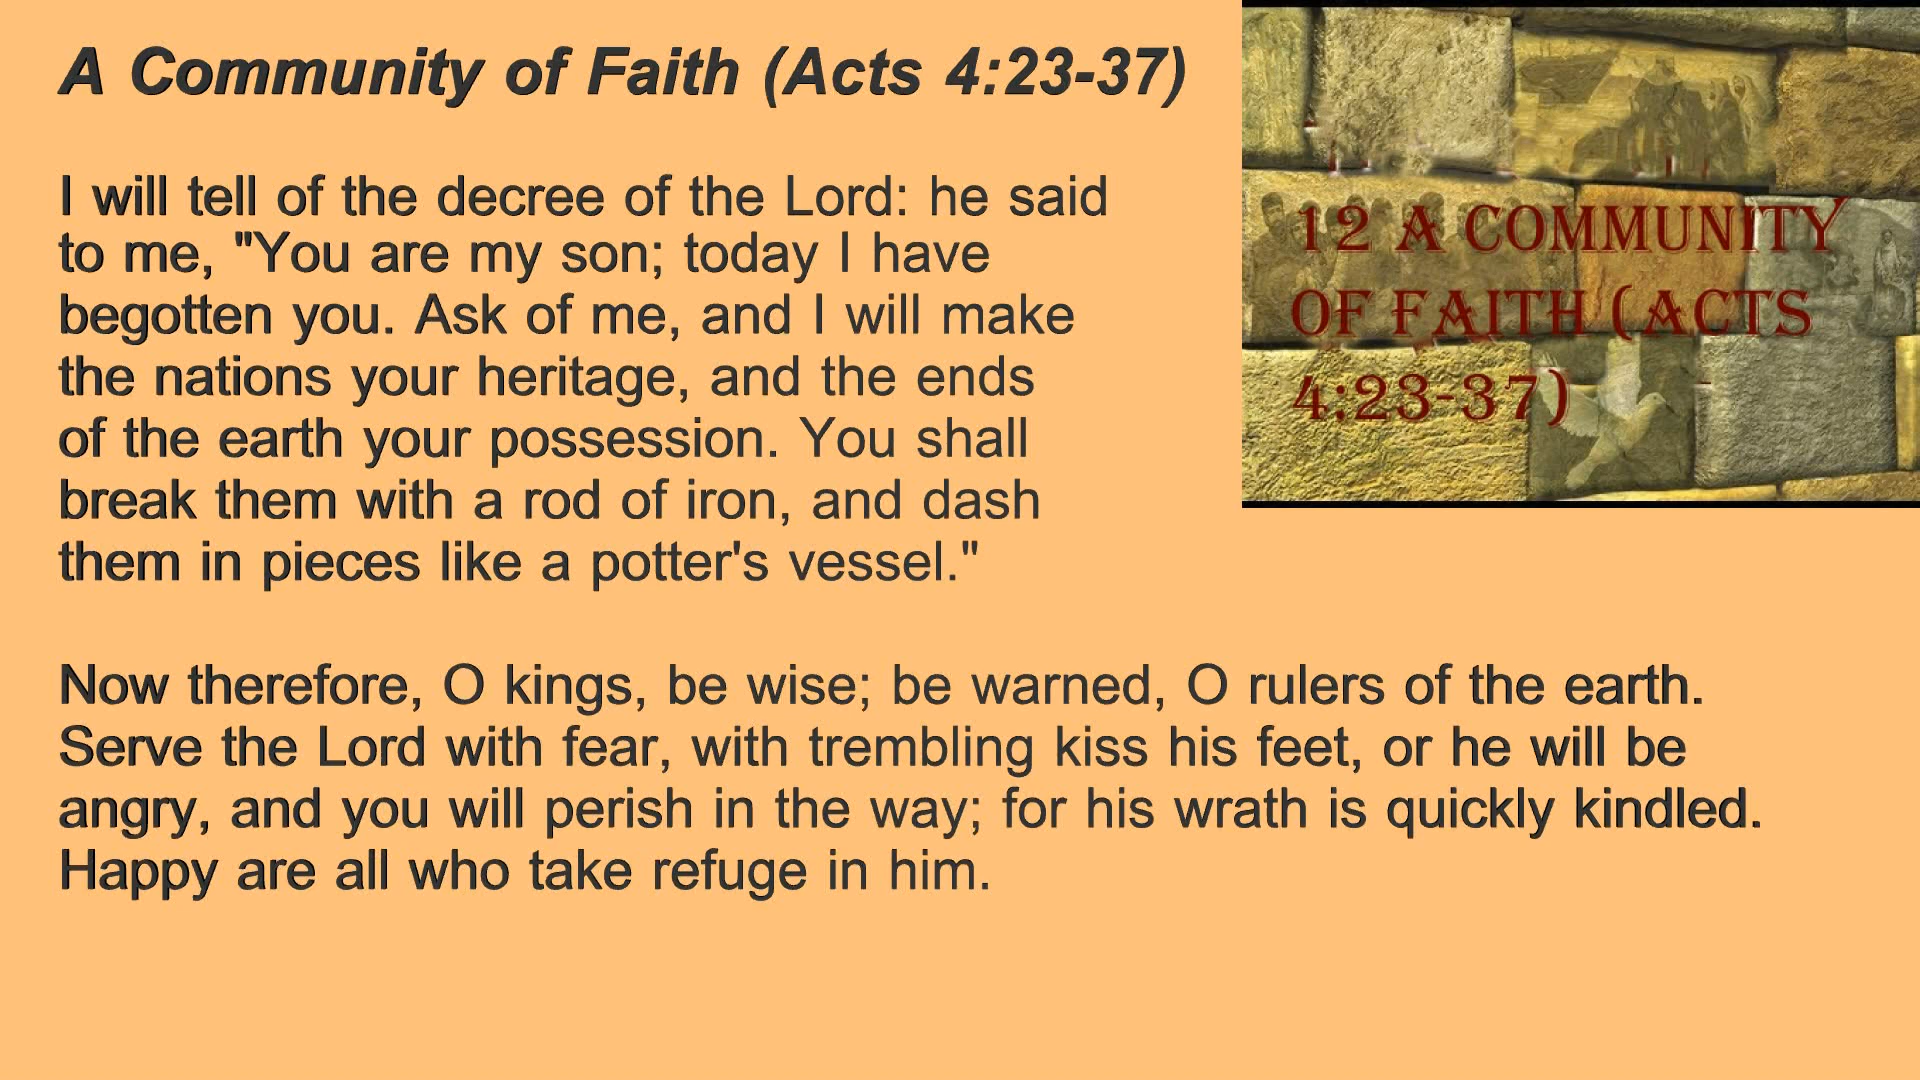 A Community of Faith (Acts 4:23-37)
I will tell of the decree of the Lord: he said
to me, "You are my son; today I have
begotten you. Ask of me, and I will make
the nations your heritage, and the ends
of the earth your possession. You shall
break them with a rod of iron, and dash
them in pieces like a potter's vessel."
Now therefore, O kings, be wise; be warned, O rulers of the earth.
Serve the Lord with fear, with trembling kiss his feet, or he will be
angry, and you will perish in the way; for his wrath is quickly kindled.
Happy are all who take refuge in him.
12 A COMMUNITY
OF FAITH (ACTS
4:23-37)